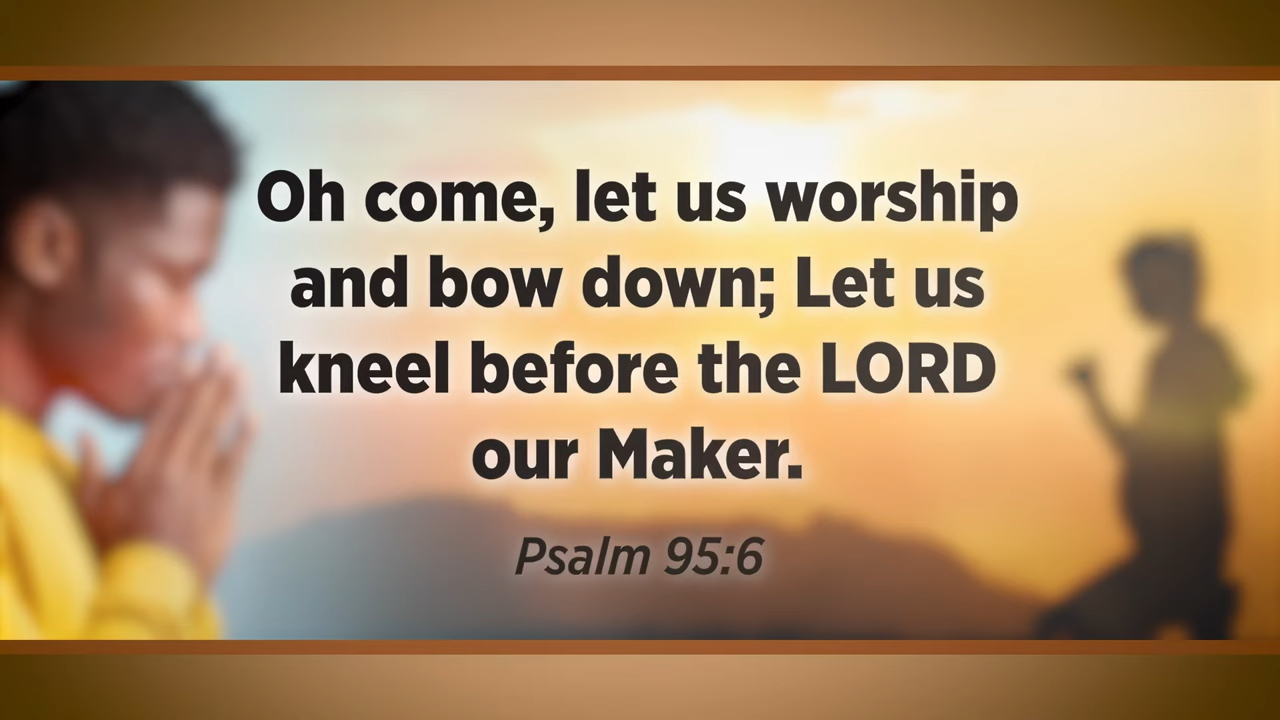 Oh come, let us worship
and bow down; Let us
kneel before the LORD
our Maker.
Psalm 95:6